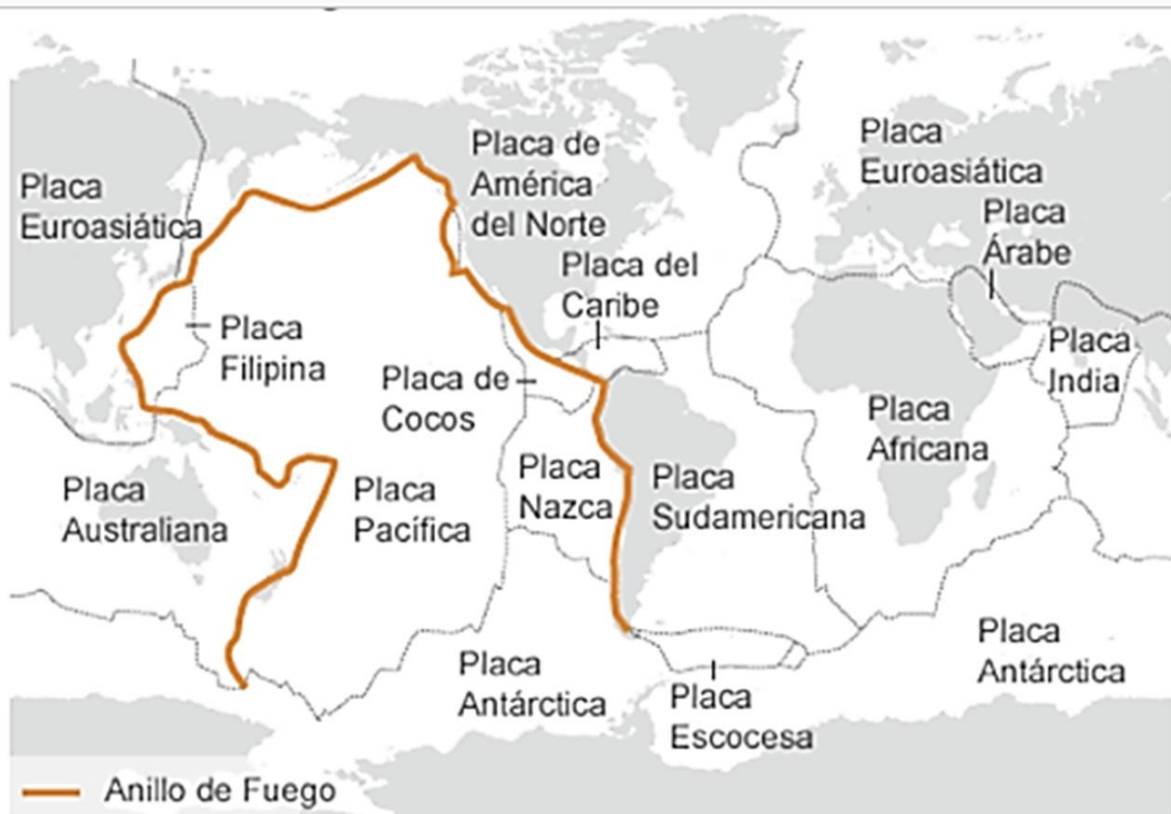 Placa de
América
del Norte
Placa
Euroasiática
Placa
Euroasiática
Placa
Árabe
Placa del
Caribe
Placa
Filipina
Placa de
Cocos
Placa
India
Placa
Africana
Placa
Australiana
Placa
Pacífica
Placa
Nazca
Placa
Sudamericana
Placa
Antárctica
Placa
Escocesa
Placa
Antárctica
Anillo de Fuego